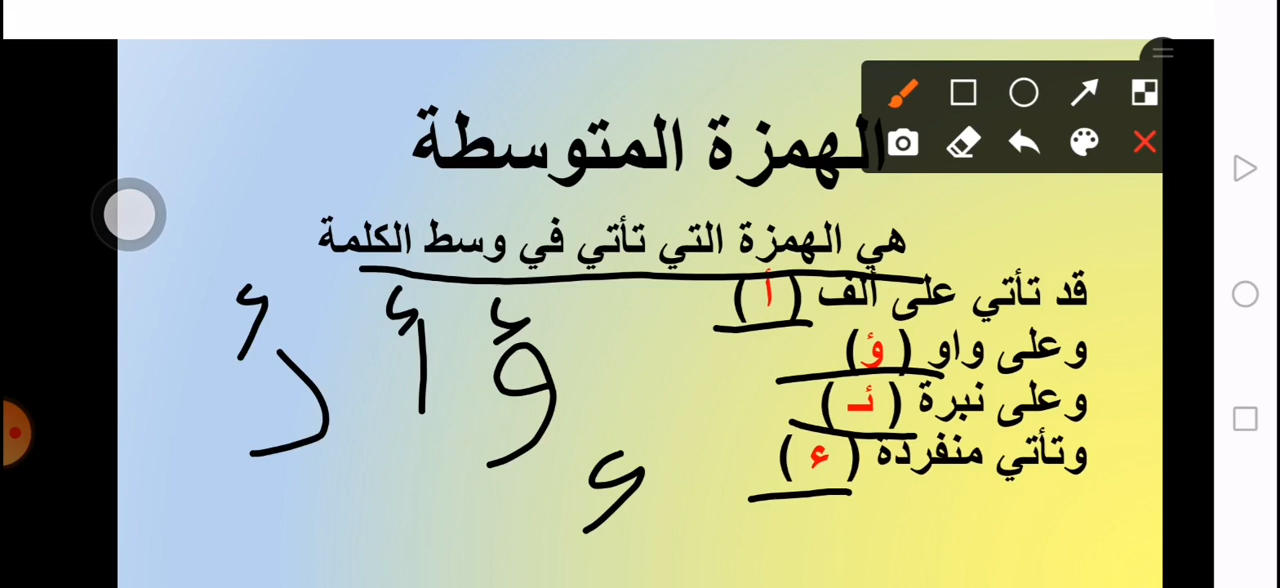 الهمزة المتوسطة
هي الهمزة التي تأتي في وسط الكلمة
قد تأتي على ألف ( أ )
وعلى واو ( ؤ )
وعلى نبرة ( ئـ )
وتأتي منفردة ( ء )
ؤ أ
ء